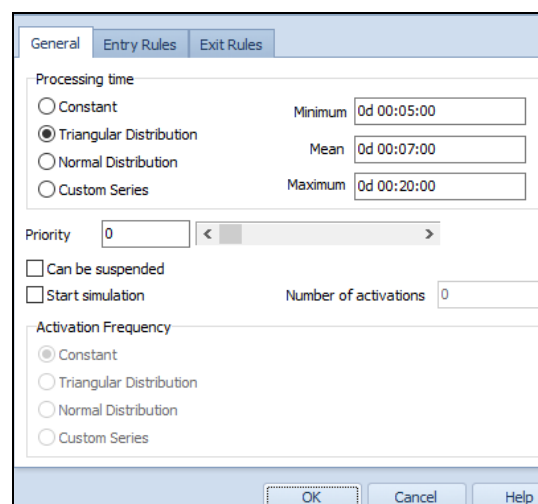 General Entry Rules Exit Rules
Processing time
Constant
Minimum 0d 00:05:00
Triangular Distribution
Mean 0d 00:07:00
Normal Distribution
Maximum 0d 00:20:00
Custom Series
Priority 0
Can be suspended
Start simulation Number of activations 0
Activation Frequency
Constant
Triangular Distribution
Normal Distribution
Custom Series
OK Cancel Help